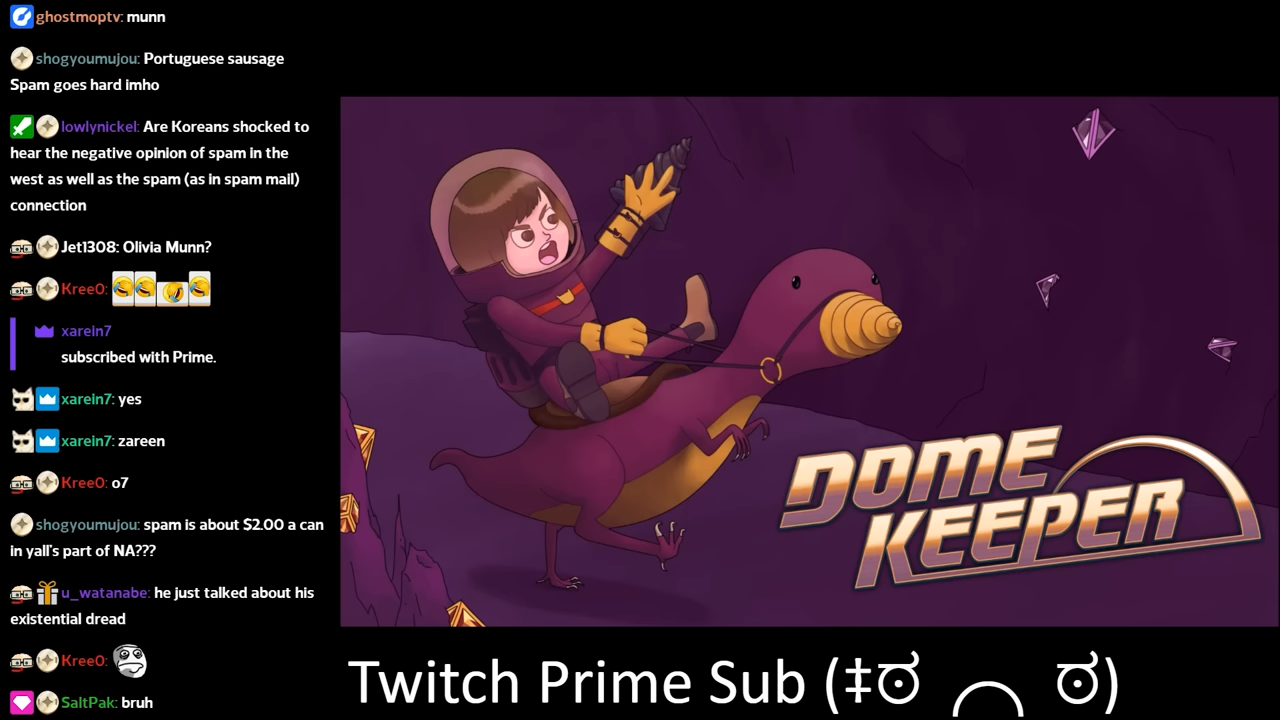 ghostmoptv: munn
shogyoumujou: Portuguese sausage
Spam goes hard imho
lowlynickel: Are Koreans shocked to
hear the negative opinion of spam in the
west as well as the spam (as in spam mail)
connection
Jet1308: Olivia Munn?
Kree0:
xarein7
subscribed with Prime.
xarein7: yes
xarein7: zareen
Kree0: o7
shogyoumujou: spam is about $2.00 a can
in yall's part of NA???
u_watanabe: he just talked about his
existential dread
Kree0:
SaltPak: bruh
DOME
KEEPER
Twitch Prime Sub (‡ಠ ⌒ ಠ)